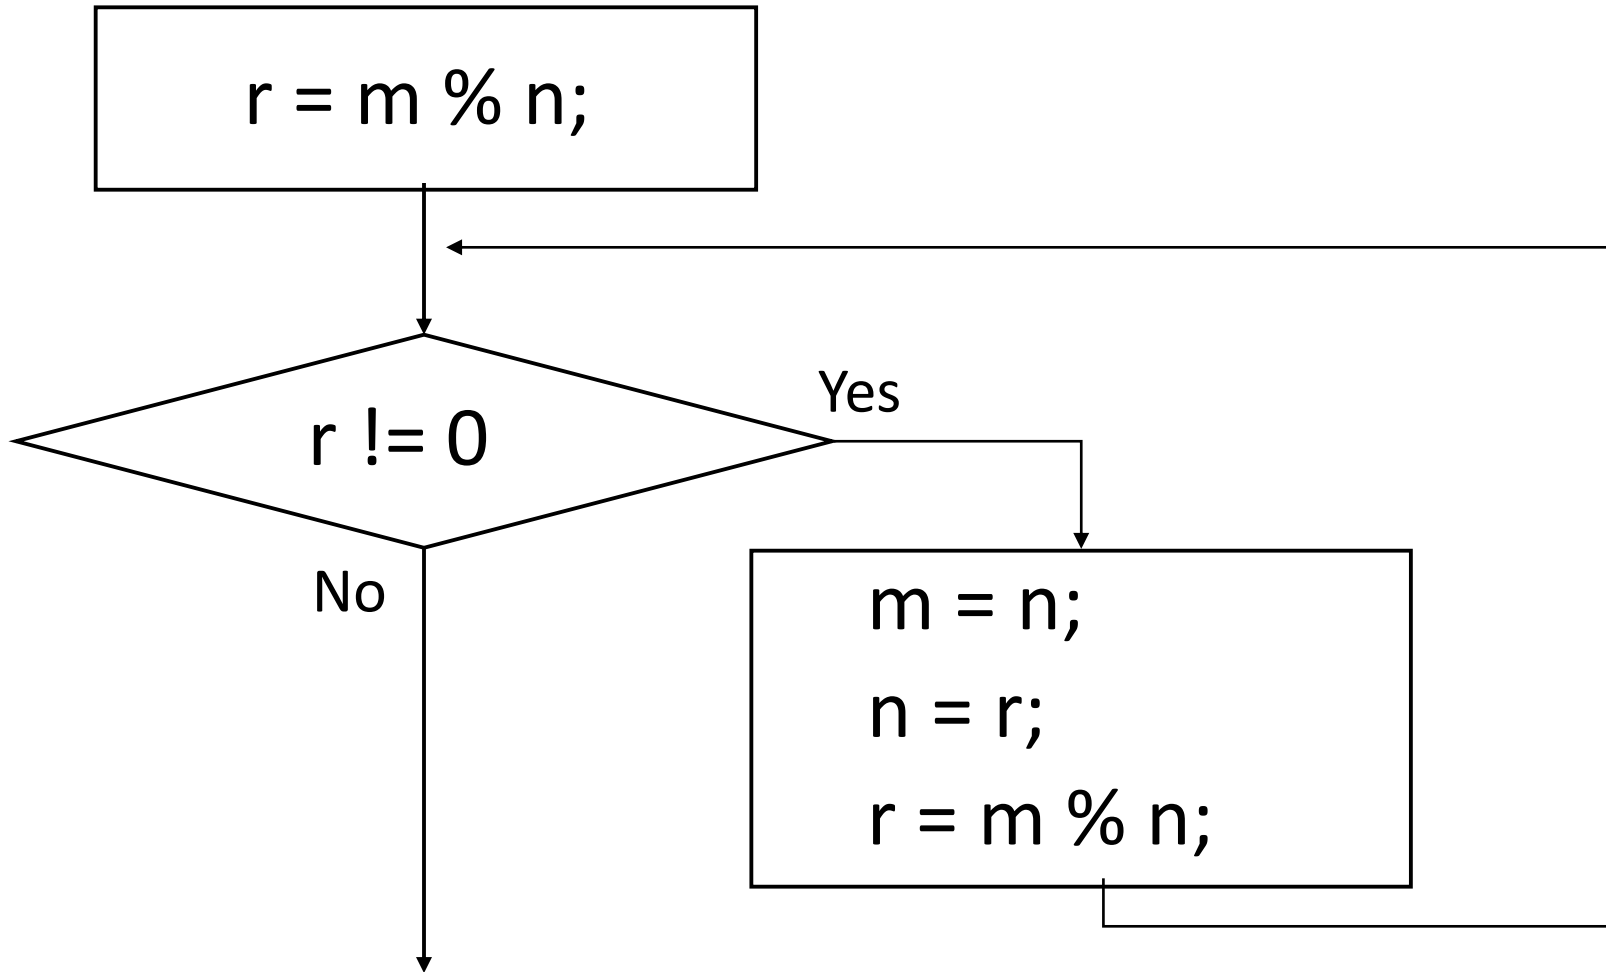 r = m % n;
r != 0
Yes
No
m = n;
n = r;
r = m % n;